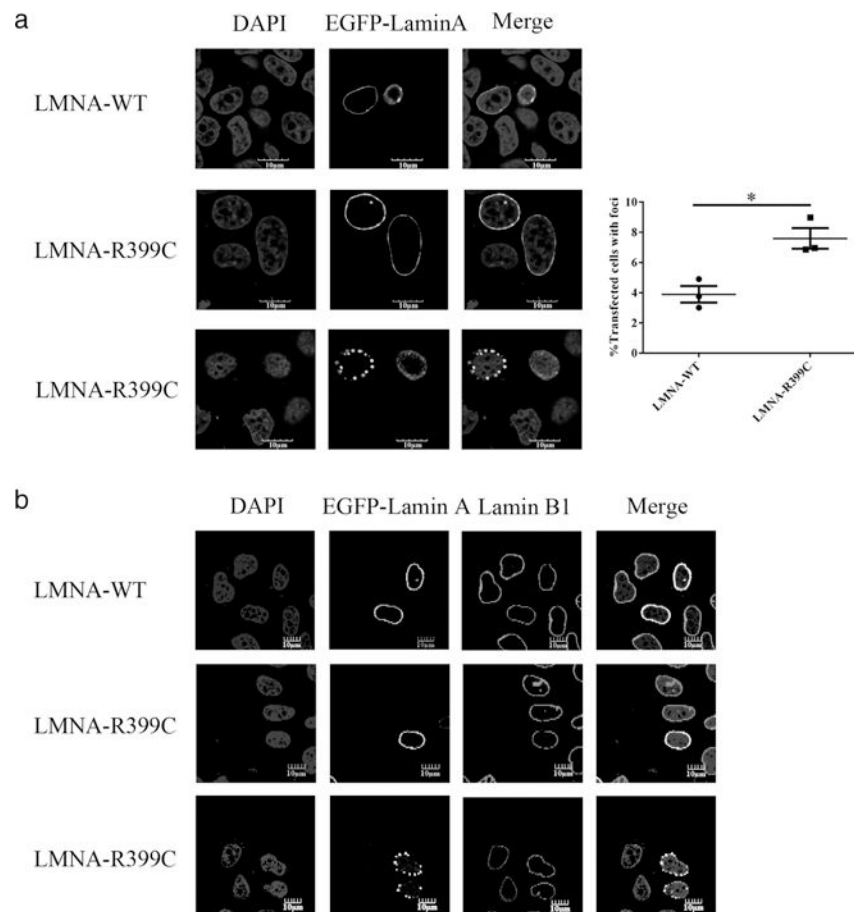 a
DAPI EGFP-LaminA Merge
LMNA-WT
10µm 10µm 10µm
LMNA-R399C
10µm 10µm 10µm
LMNA-R399C
10µm 10µm 10µm
%Transfected cells with foci
10
8
6
4
2
0
*
LMNA-WT
LMNA-R399C
b
DAPI EGFP-Lamin A Lamin B1 Merge
LMNA-WT
10µm 10µm 10µm 10µm
LMNA-R399C
10µm 10µm 10µm 10µm
LMNA-R399C
10µm 10µm 10µm 10µm